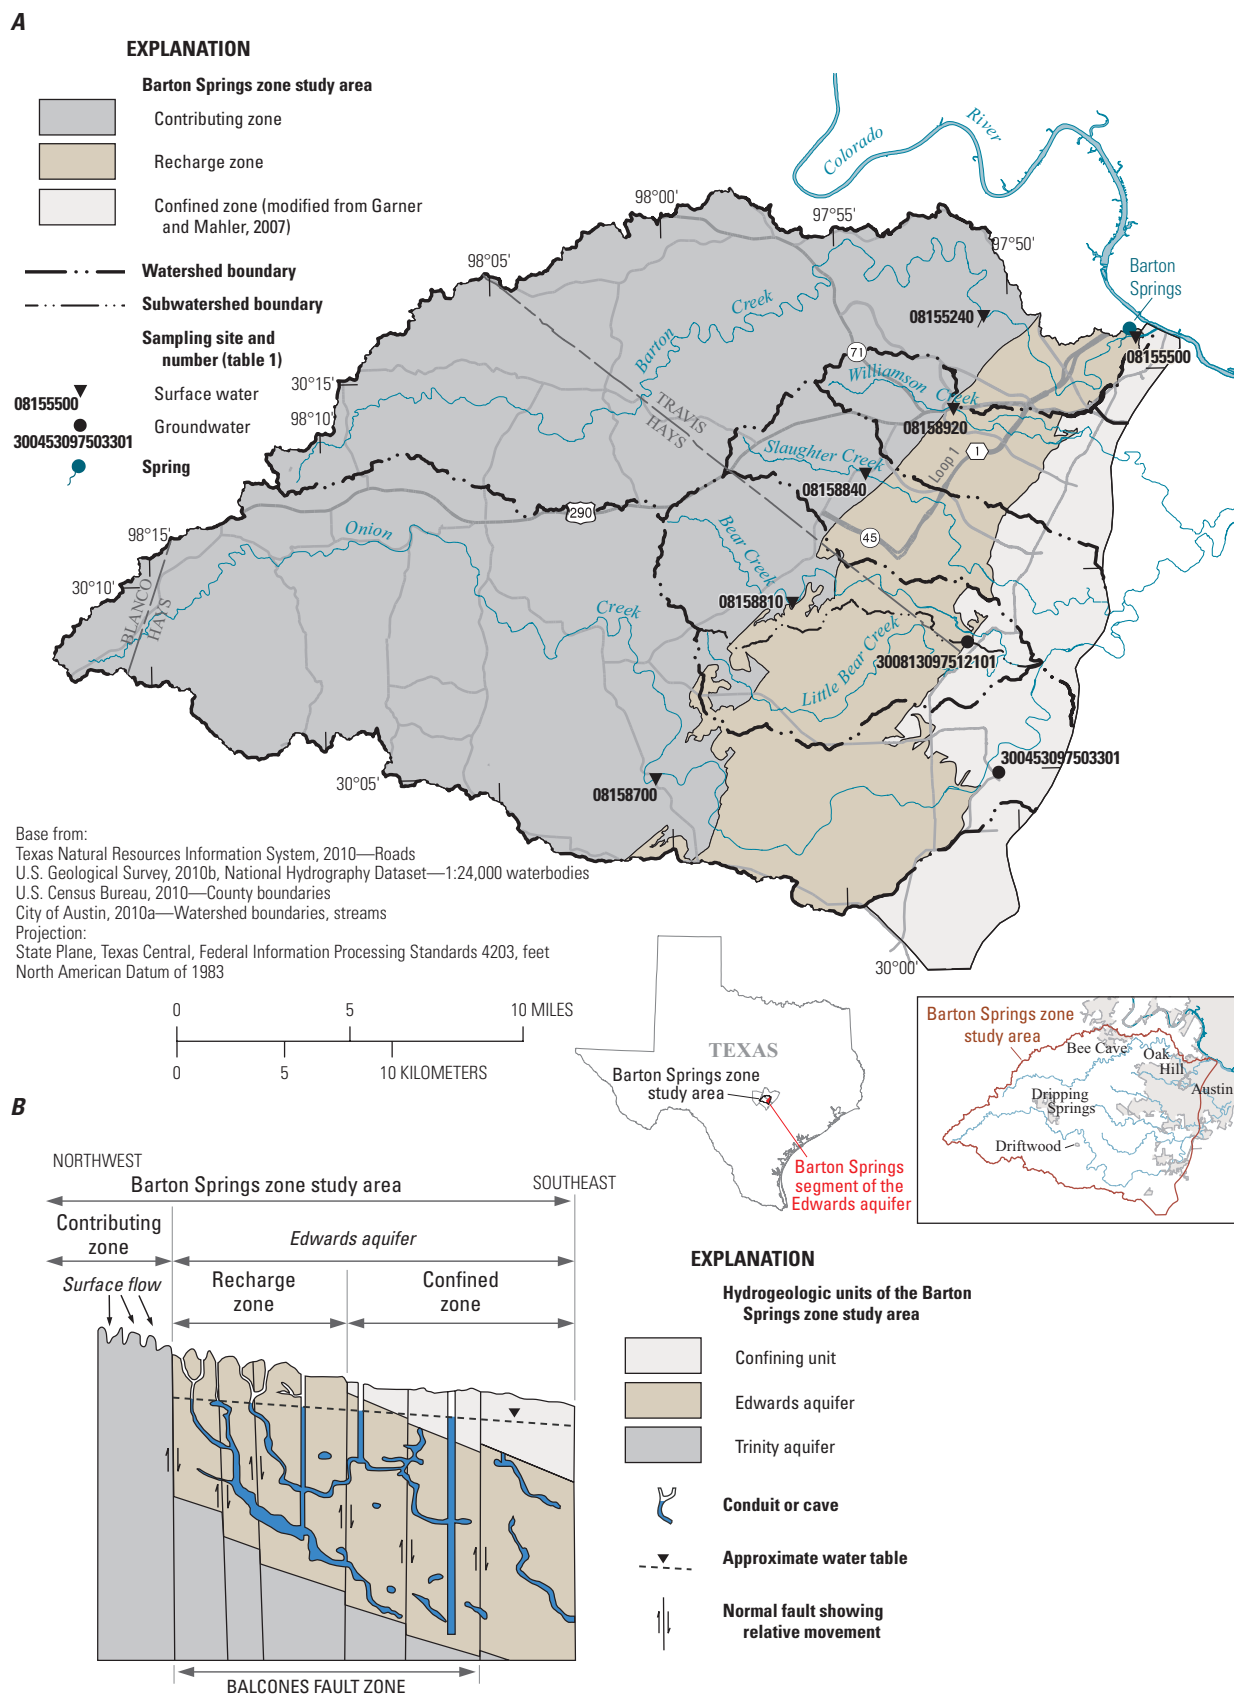 A
EXPLANATION
Barton Springs zone study area
Contributing zone
Recharge zone
Confined zone (modified from Garner
and Mahler, 2007)
Watershed boundary
Subwatershed boundary
Sampling site and
number (table 1)
08155500
Surface water
300453097503301
Groundwater
Spring
Colorado
River
98°00'
97°55'
97°50'
98°05'
Barton
Springs
Barton
Creek
08155240
08155500
71
Williamson
Creek
30°15'
98°10'
TRAVIS
HAYS
08158920
Slaughter Creek
Loop 1
1
08158840
290
Onion
98°15'
Bear Creek
45
30°10'
BLANCO
HAYS
Creek
08158810
Little Bear Creek
300813097512101
300453097503301
30°05'
08158700
30°00'
Base from:
Texas Natural Resources Information System, 2010—Roads
U.S. Geological Survey, 2010b, National Hydrography Dataset—1:24,000 waterbodies
U.S. Census Bureau, 2010—County boundaries
City of Austin, 2010a—Watershed boundaries, streams
Projection:
State Plane, Texas Central, Federal Information Processing Standards 4203, feet
North American Datum of 1983
0 5 10 MILES
0 5 10 KILOMETERS
TEXAS
Barton Springs zone
study area
Barton Springs
segment of the
Edwards aquifer
Barton Springs zone
study area
Bee Cave
Oak
Hill
Austin
Dripping
Springs
Driftwood
B
NORTHWEST
SOUTHEAST
Barton Springs zone study area
Contributing
zone
Edwards aquifer
Surface flow
Recharge
zone
Confined
zone
BALCONES FAULT ZONE
EXPLANATION
Hydrogeologic units of the Barton
Springs zone study area
Confining unit
Edwards aquifer
Trinity aquifer
Conduit or cave
Approximate water table
Normal fault showing
relative movement